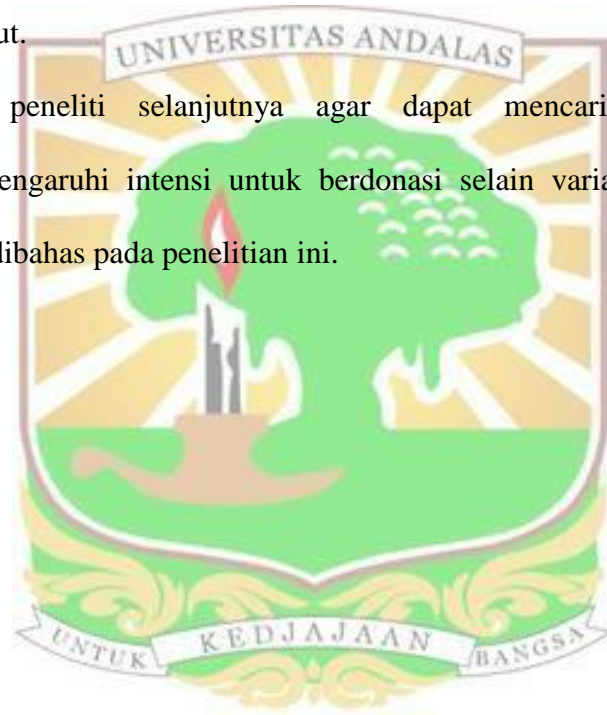 ut.
UNIVERSITAS ANDALAS
peneliti selanjutnya agar dapat mencari
engaruhi intensi untuk berdonasi selain varia
dibahas pada penelitian ini.
UNTUK KEDJAJAAN BANGSA